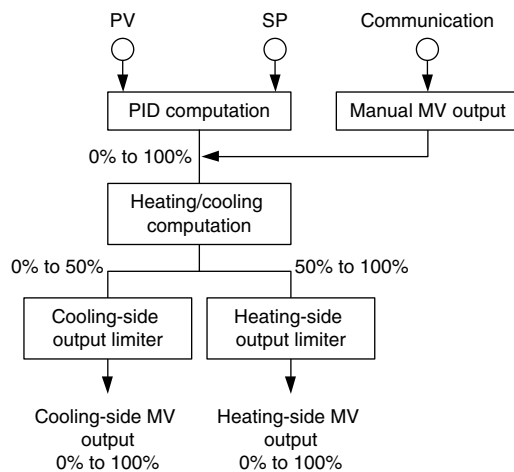 PV
SP
Communication
PID computation
Manual MV output
0% to 100%
Heating/cooling
computation
0% to 50%
50% to 100%
Cooling-side
output limiter
Heating-side
output limiter
Cooling-side MV
output
0% to 100%
Heating-side MV
output
0% to 100%